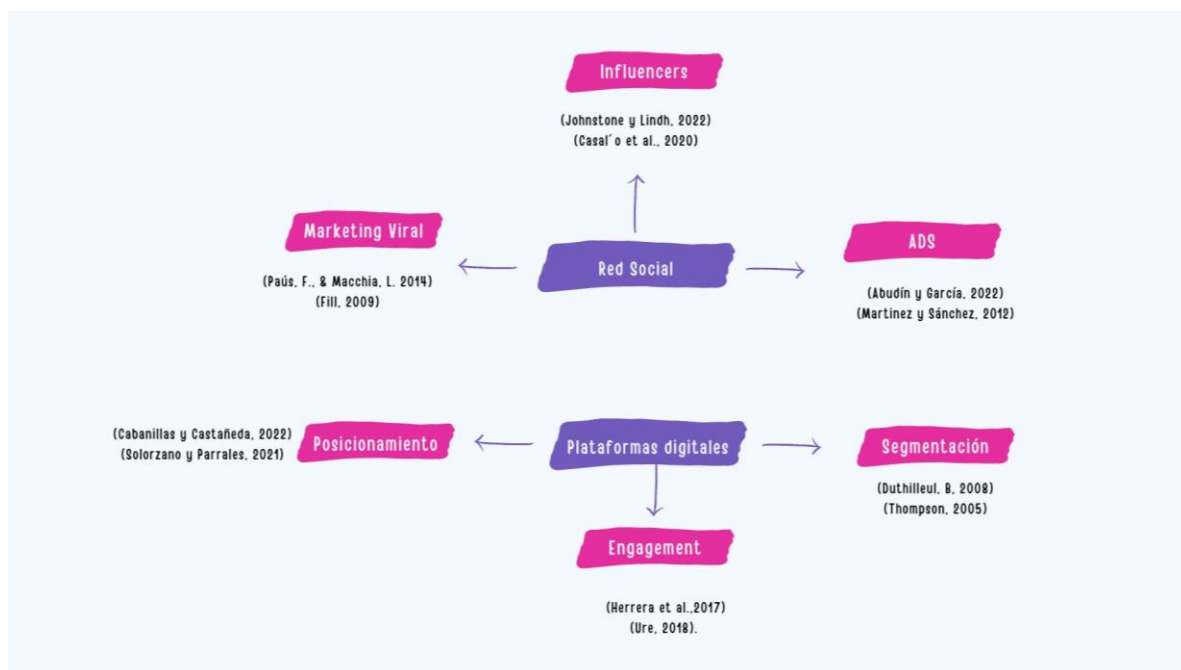 Influencers
(Johnstone y Lindh, 2022)
(Casal´o et al., 2020)
Marketing Viral
(Paús, F., & Macchia, L. 2014)
(Fill, 2009)
Red Social
ADS
(Abudín y García, 2022)
(Martinez y Sánchez, 2012)
(Cabanillas y Castañeda, 2022)
(Solorzano y Parrales, 2021)
Posicionamiento
Plataformas digitales
Segmentación
(Duthilleul, B, 2008)
(Thompson, 2005)
Engagement
(Herrera et al.,2017)
(Ure, 2018).